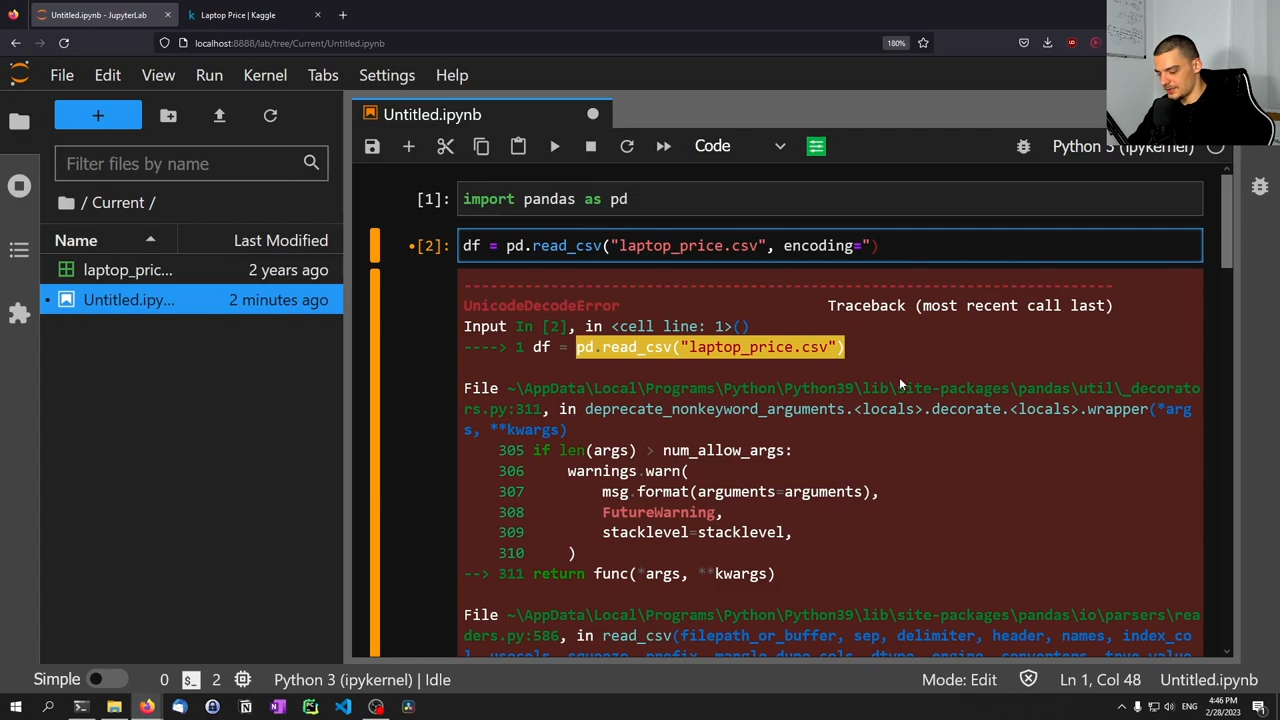 Untitled.ipynb - JupyterLab
Laptop Price | Kaggle
localhost:8888/lab/tree/Current/Untitled.ipynb
180%
File Edit View Run Kernel Tabs Settings Help
Untitled.ipynb
Code
Python 3 (ipykernel)
Filter files by name
/ Current /
Name
Last Modified
laptop_pric...
2 years ago
Untitled.ipy...
2 minutes ago
[1]: import pandas as pd
[2]: df = pd.read_csv("laptop_price.csv", encoding=")
---------------------------------------------------------------------------
UnicodeDecodeError Traceback (most recent call last)
Input In [2], in <cell line: 1>()
----> 1 df = pd.read_csv("laptop_price.csv")
File ~\AppData\Local\Programs\Python\Python39\lib\site-packages\pandas\util\_decorato
rs.py:311, in deprecate_nonkeyword_arguments.<locals>.decorate.<locals>.wrapper(*arg
s, **kwargs)
305 if len(args) > num_allow_args:
306 warnings.warn(
307 msg.format(arguments=arguments),
308 FutureWarning,
309 stacklevel=stacklevel,
310 )
--> 311 return func(*args, **kwargs)
File ~\AppData\Local\Programs\Python\Python39\lib\site-packages\pandas\io\parsers\rea
ders.py:586, in read_csv(filepath_or_buffer, sep, delimiter, header, names, index_co
l, usecols, squeeze, prefix, mangle_dupe_cols, dtype, engine, converters, true_value
Simple 0 2 Python 3 (ipykernel) | Idle
Mode: Edit Ln 1, Col 48 Untitled.ipynb
ENG
4:46 PM
2/28/2023